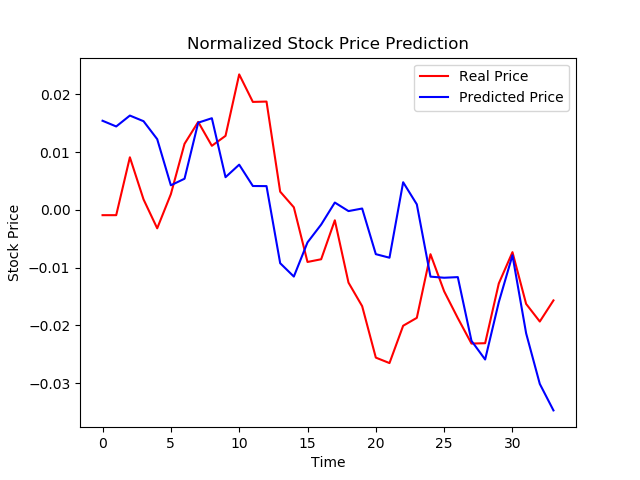 Normalized Stock Price Prediction
Real Price
Predicted Price
Stock Price
0.02
0.01
0.00
−0.01
−0.02
−0.03
0 5 10 15 20 25 30
Time